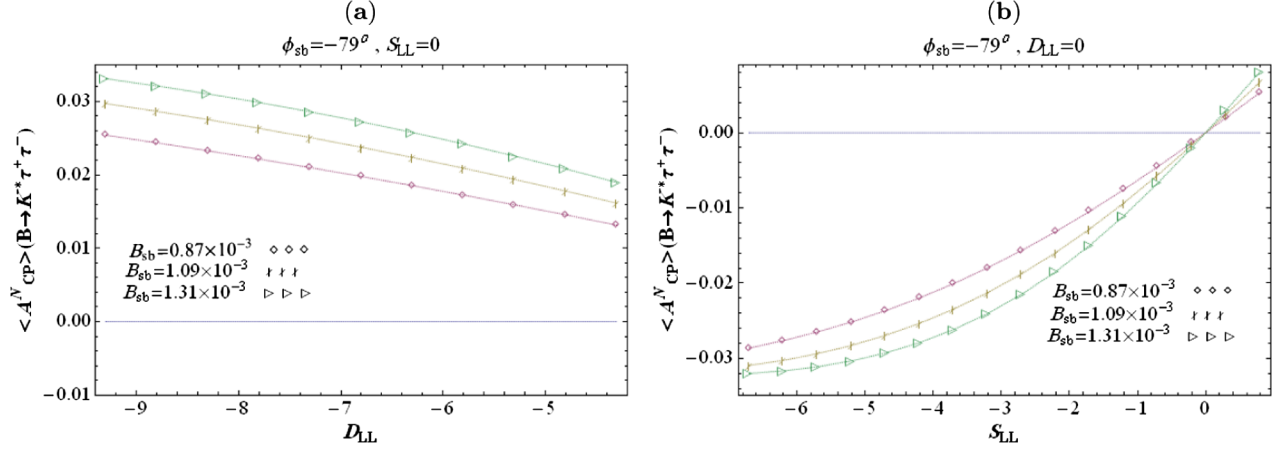 (a)
ϕsb=−79° , SLL=0
<A^N_CP>(B→K*τ+τ−)
0.03
0.02
0.01
0.00
−0.01
Bsb=0.87×10−3
Bsb=1.09×10−3
Bsb=1.31×10−3
−9 −8 −7 −6 −5
DLL
(b)
ϕsb=−79° , DLL=0
<A^N_CP>(B→K*τ+τ−)
0.00
−0.01
−0.02
−0.03
Bsb=0.87×10−3
Bsb=1.09×10−3
Bsb=1.31×10−3
−6 −5 −4 −3 −2 −1 0
SLL